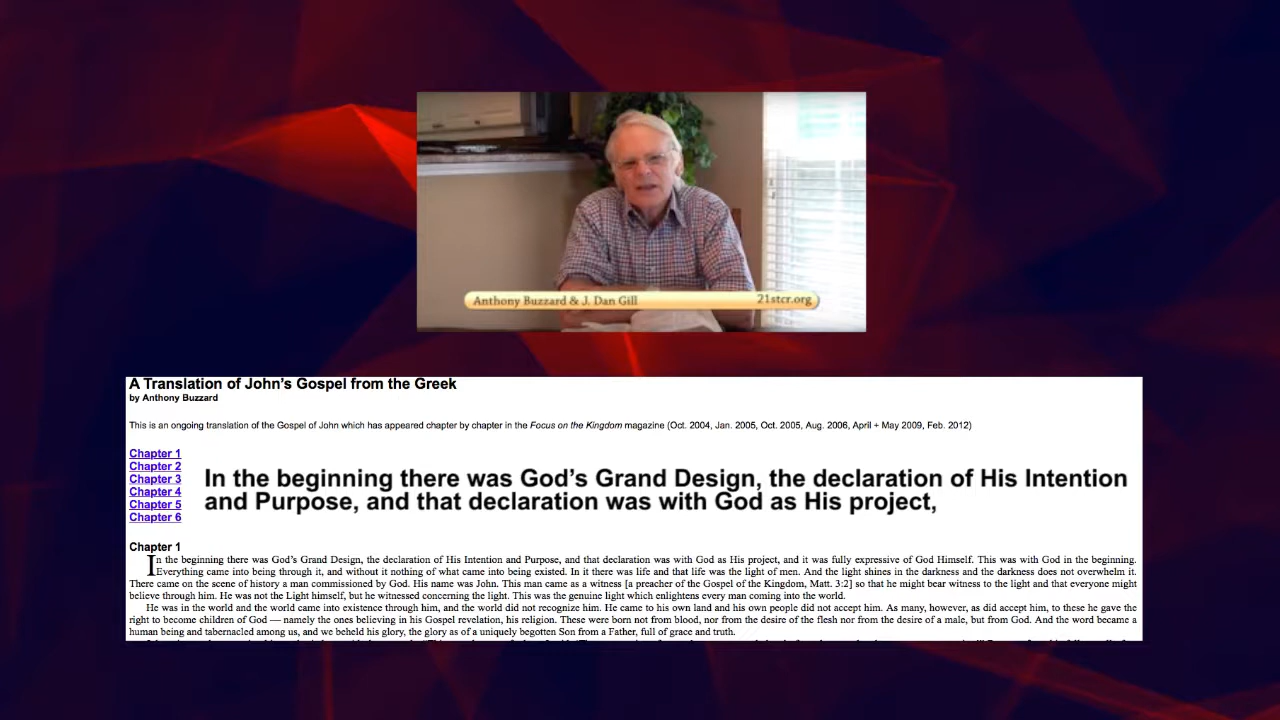 Anthony Buzzard & J. Dan Gill
21stcr.org
A Translation of John's Gospel from the Greek
by Anthony Buzzard
This is an ongoing translation of the Gospel of John which has appeared chapter by chapter in the Focus on the Kingdom magazine (Oct. 2004, Jan. 2005, Oct. 2005, Aug. 2006, April + May 2009, Feb. 2012)
Chapter 1
Chapter 2
Chapter 3
Chapter 4
Chapter 5
Chapter 6
In the beginning there was God's Grand Design, the declaration of His Intention
and Purpose, and that declaration was with God as His project,
Chapter 1
In the beginning there was God's Grand Design, the declaration of His Intention and Purpose, and that declaration was with God as His project, and it was fully expressive of God Himself. This was with God in the beginning.
Everything came into being through it, and without it nothing of what came into being existed. In it there was life and that life was the light of men. And the light shines in the darkness and the darkness does not overwhelm it.
There came on the scene of history a man commissioned by God. His name was John. This man came as a witness [a preacher of the Gospel of the Kingdom, Matt. 3:2] so that he might bear witness to the light and that everyone might
believe through him. He was not the Light himself, but he witnessed concerning the light. This was the genuine light which enlightens every man coming into the world.
He was in the world and the world came into existence through him, and the world did not recognize him. He came to his own land and his own people did not accept him. As many, however, as did accept him, to these he gave the
right to become children of God — namely the ones believing in his Gospel revelation, his religion. These were born not from blood, nor from the desire of the flesh nor from the desire of a male, but from God. And the word became a
human being and tabernacled among us, and we beheld his glory, the glory as of a uniquely begotten Son from a Father, full of grace and truth.